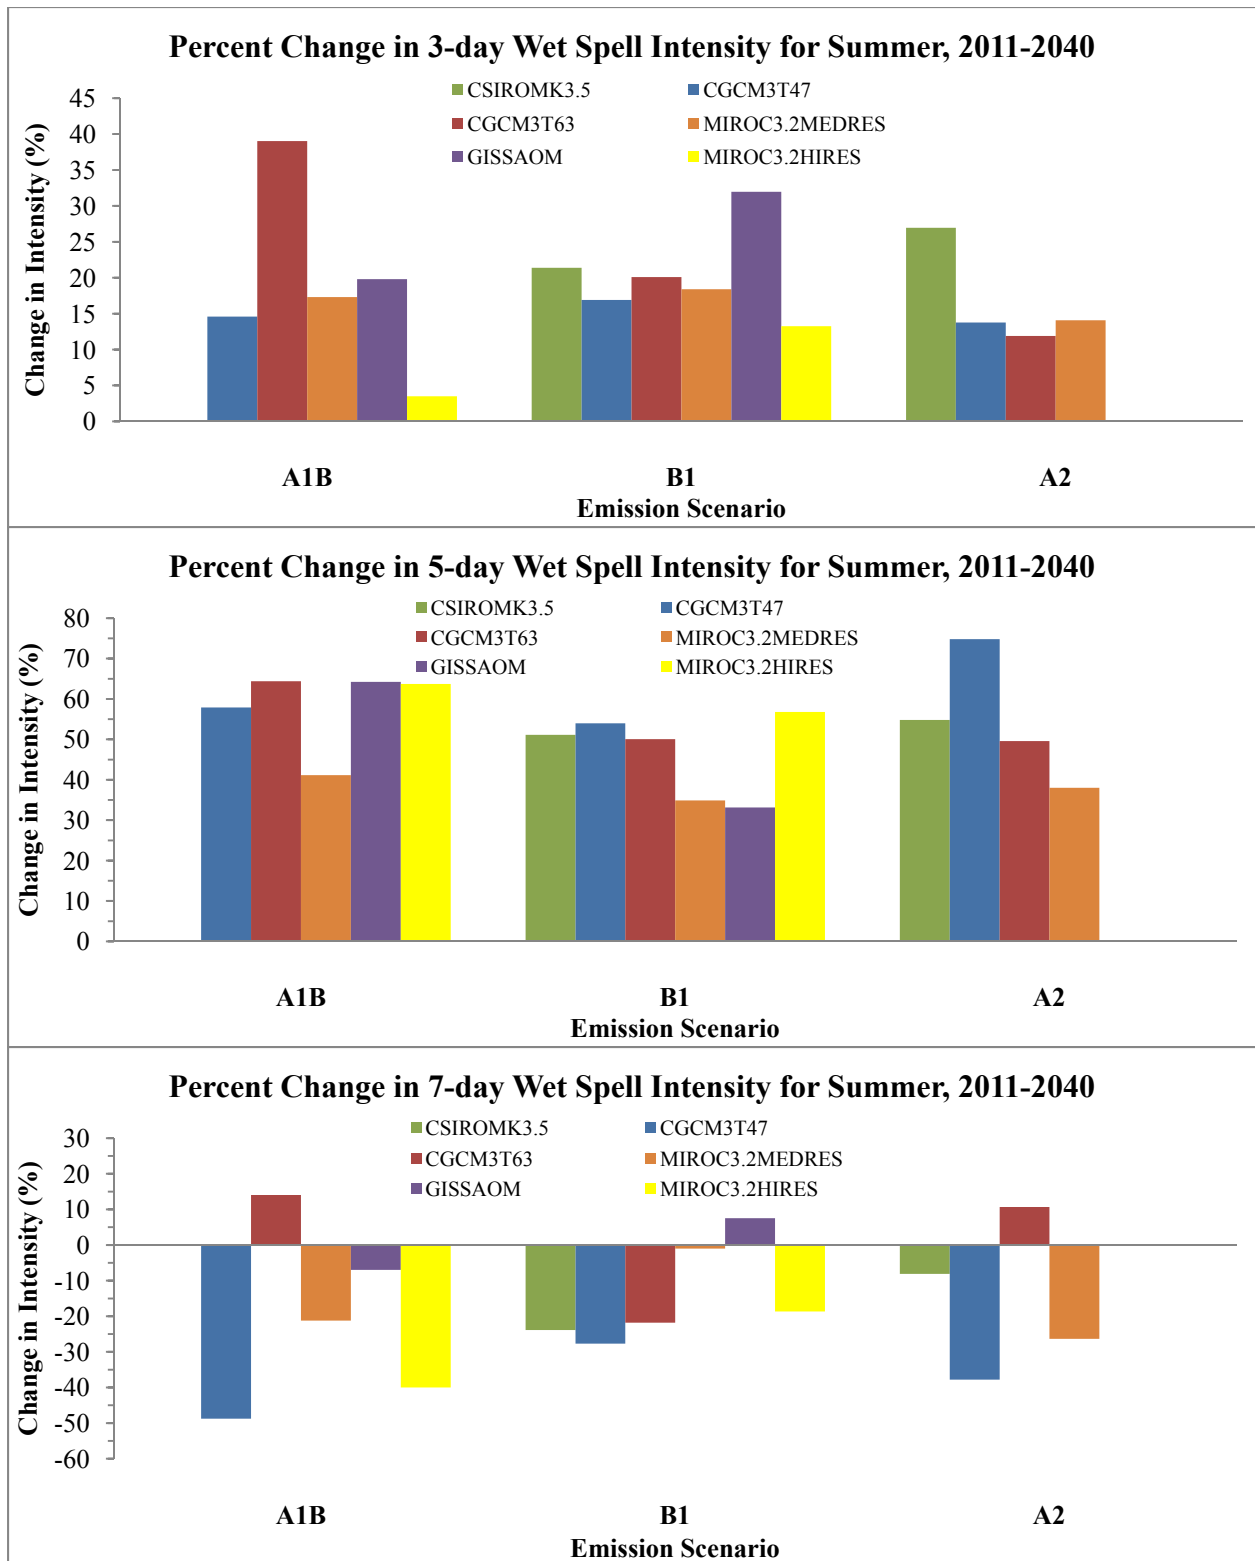 Percent Change in 3-day Wet Spell Intensity for Summer, 2011-2040
CSIROMK3.5 CGCM3T47
CGCM3T63 MIROC3.2MEDRES
GISSAOM MIROC3.2HIRES
Change in Intensity (%)
45
40
35
30
25
20
15
10
5
0
A1B B1 A2
Emission Scenario
Percent Change in 5-day Wet Spell Intensity for Summer, 2011-2040
CSIROMK3.5 CGCM3T47
CGCM3T63 MIROC3.2MEDRES
GISSAOM MIROC3.2HIRES
Change in Intensity (%)
80
70
60
50
40
30
20
10
0
A1B B1 A2
Emission Scenario
Percent Change in 7-day Wet Spell Intensity for Summer, 2011-2040
CSIROMK3.5 CGCM3T47
CGCM3T63 MIROC3.2MEDRES
GISSAOM MIROC3.2HIRES
Change in Intensity (%)
30
20
10
0
-10
-20
-30
-40
-50
-60
A1B B1 A2
Emission Scenario